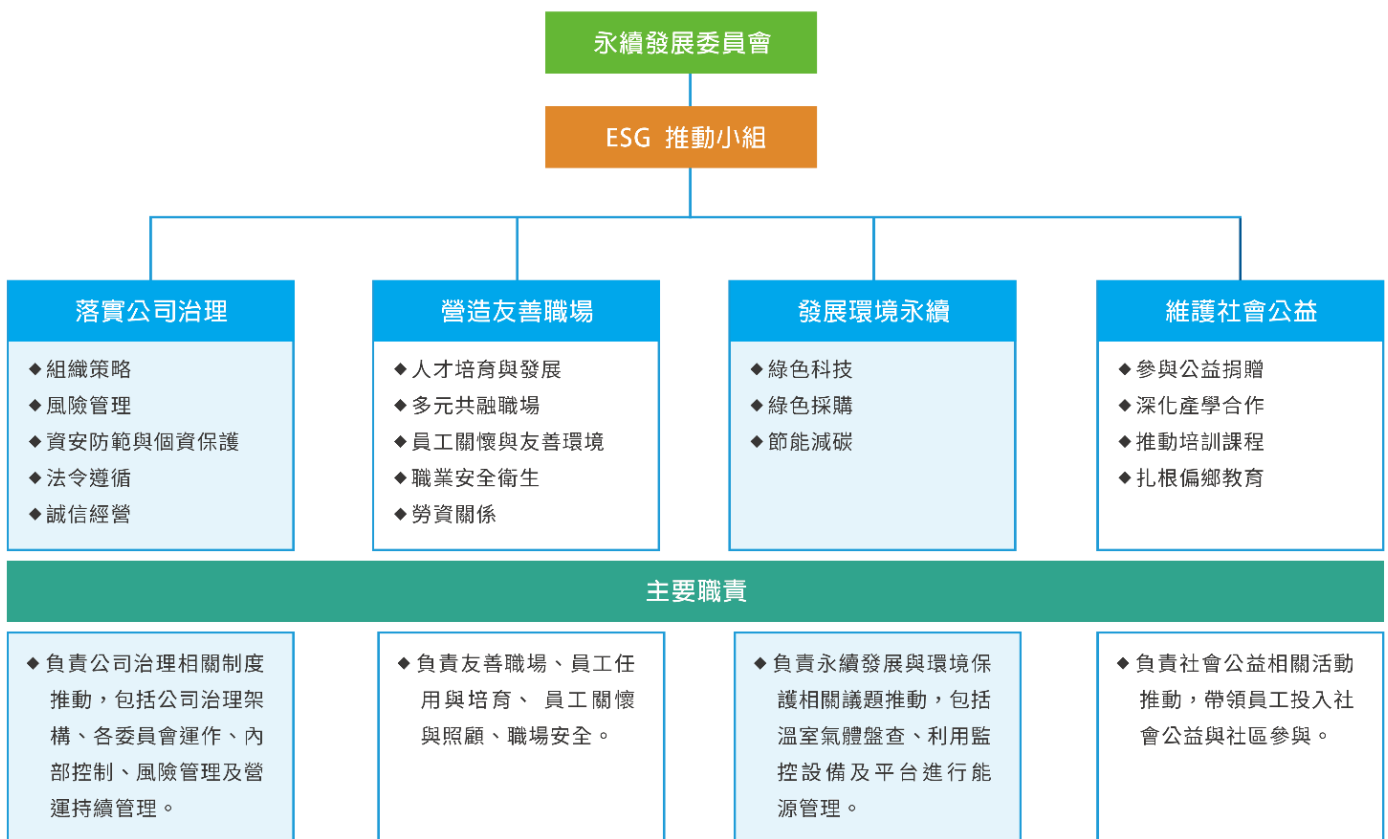 永續發展委員會
ESG 推動小組
落實公司治理
◆組織策略
◆風險管理
◆資安防範與個資保護
◆法令遵循
◆誠信經營
營造友善職場
◆人才培育與發展
◆多元共融職場
◆員工關懷與友善環境
◆職業安全衛生
◆勞資關係
發展環境永續
◆綠色科技
◆綠色採購
◆節能減碳
維護社會公益
◆參與公益捐贈
◆深化產學合作
◆推動培訓課程
◆扎根偏鄉教育
主要職責
◆負責公司治理相關制度
推動，包括公司治理架
構、各委員會運作、內
部控制、風險管理及營
運持續管理。
◆負責友善職場、員工任
用與培育、 員工關懷
與照顧、職場安全。
◆負責永續發展與環境保
護相關議題推動，包括
溫室氣體盤查、利用監
控設備及平台進行能
源管理。
◆負責社會公益相關活動
推動，帶領員工投入社
會公益與社區參與。